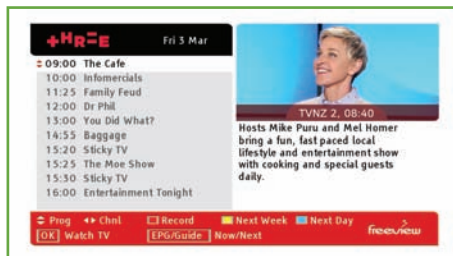 +HR=E Fri 3 Mar
09:00 The Cafe
10:00 Infomercials
11:25 Family Feud
12:00 Dr Phil
13:00 You Did What?
14:55 Baggage
15:20 Sticky TV
15:25 The Moe Show
15:30 Sticky TV
16:00 Entertainment Tonight
TVNZ 2, 08:40
Hosts Mike Puru and Mel Homer
bring a fun, fast paced local
lifestyle and entertainment show
with cooking and special guests
daily.
Prog Chnl Record Next Week Next Day
OK Watch TV EPG/Guide Now/Next
freeview